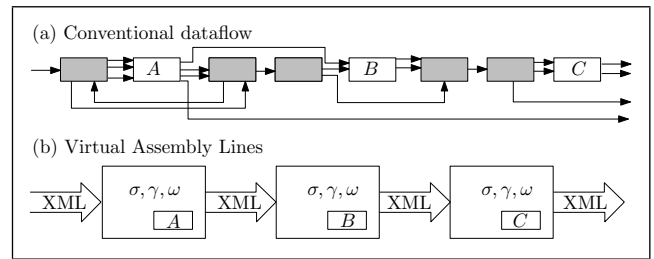 (a) Conventional dataflow
A B C
(b) Virtual Assembly Lines
σ, γ, ω σ, γ, ω σ, γ, ω
XML XML XML XML
A B C